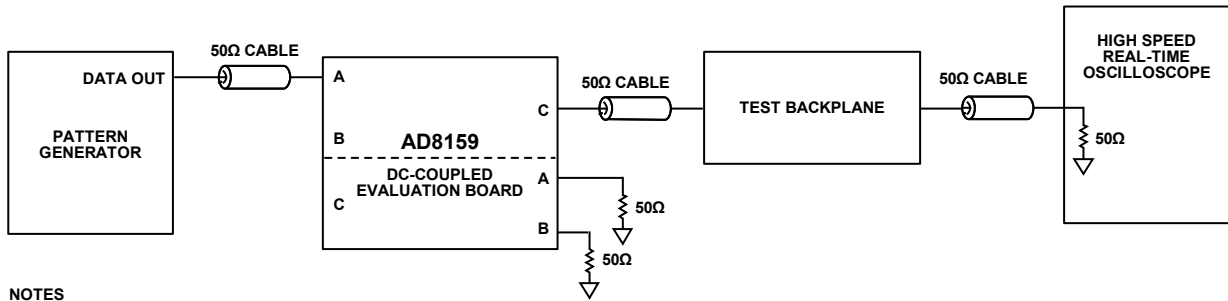 50Ω CABLE
DATA OUT
PATTERN
GENERATOR
A
B
C
C
A
B
AD8159
DC-COUPLED
EVALUATION BOARD
50Ω
50Ω
50Ω CABLE
TEST BACKPLANE
50Ω CABLE
HIGH SPEED
REAL-TIME
OSCILLOSCOPE
50Ω
NOTES